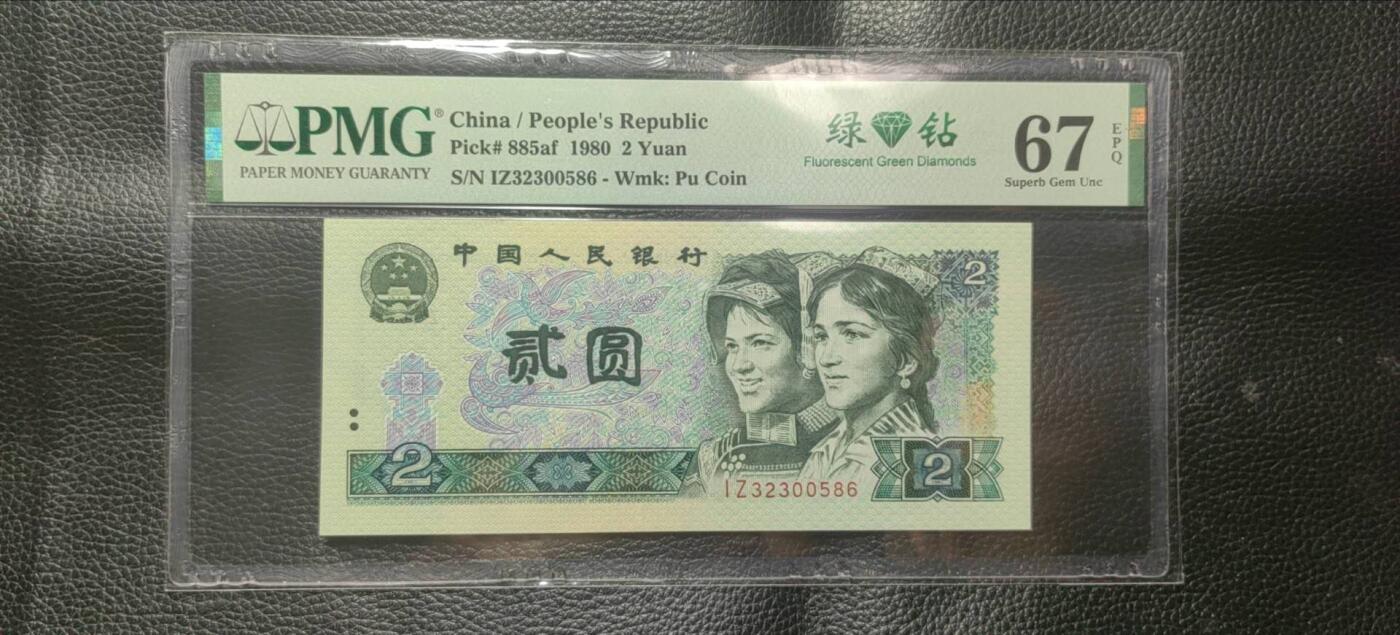 PMG®
PAPER MONEY GUARANTY
China / People's Republic
Pick# 885af 1980 2 Yuan
S/N IZ32300586 - Wmk: Pu Coin
绿钻
Fluorescent Green Diamonds
67
EPQ
Superb Gem Unc
中国人民银行
2
贰圆
2
IZ32300586
2